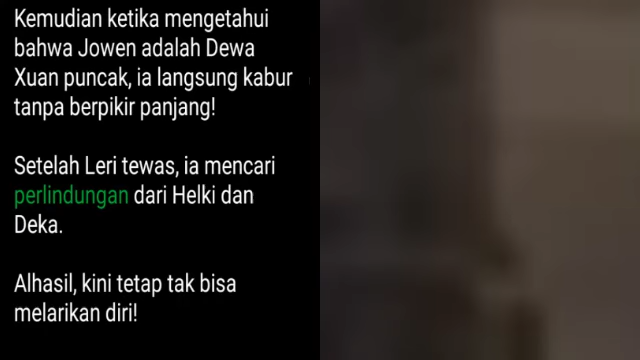 Kemudian ketika mengetahui
bahwa Jowen adalah Dewa
Xuan puncak, ia langsung kabur
tanpa berpikir panjang!
Setelah Leri tewas, ia mencari
perlindungan dari Helki dan
Deka.
Alhasil, kini tetap tak bisa
melarikan diri!